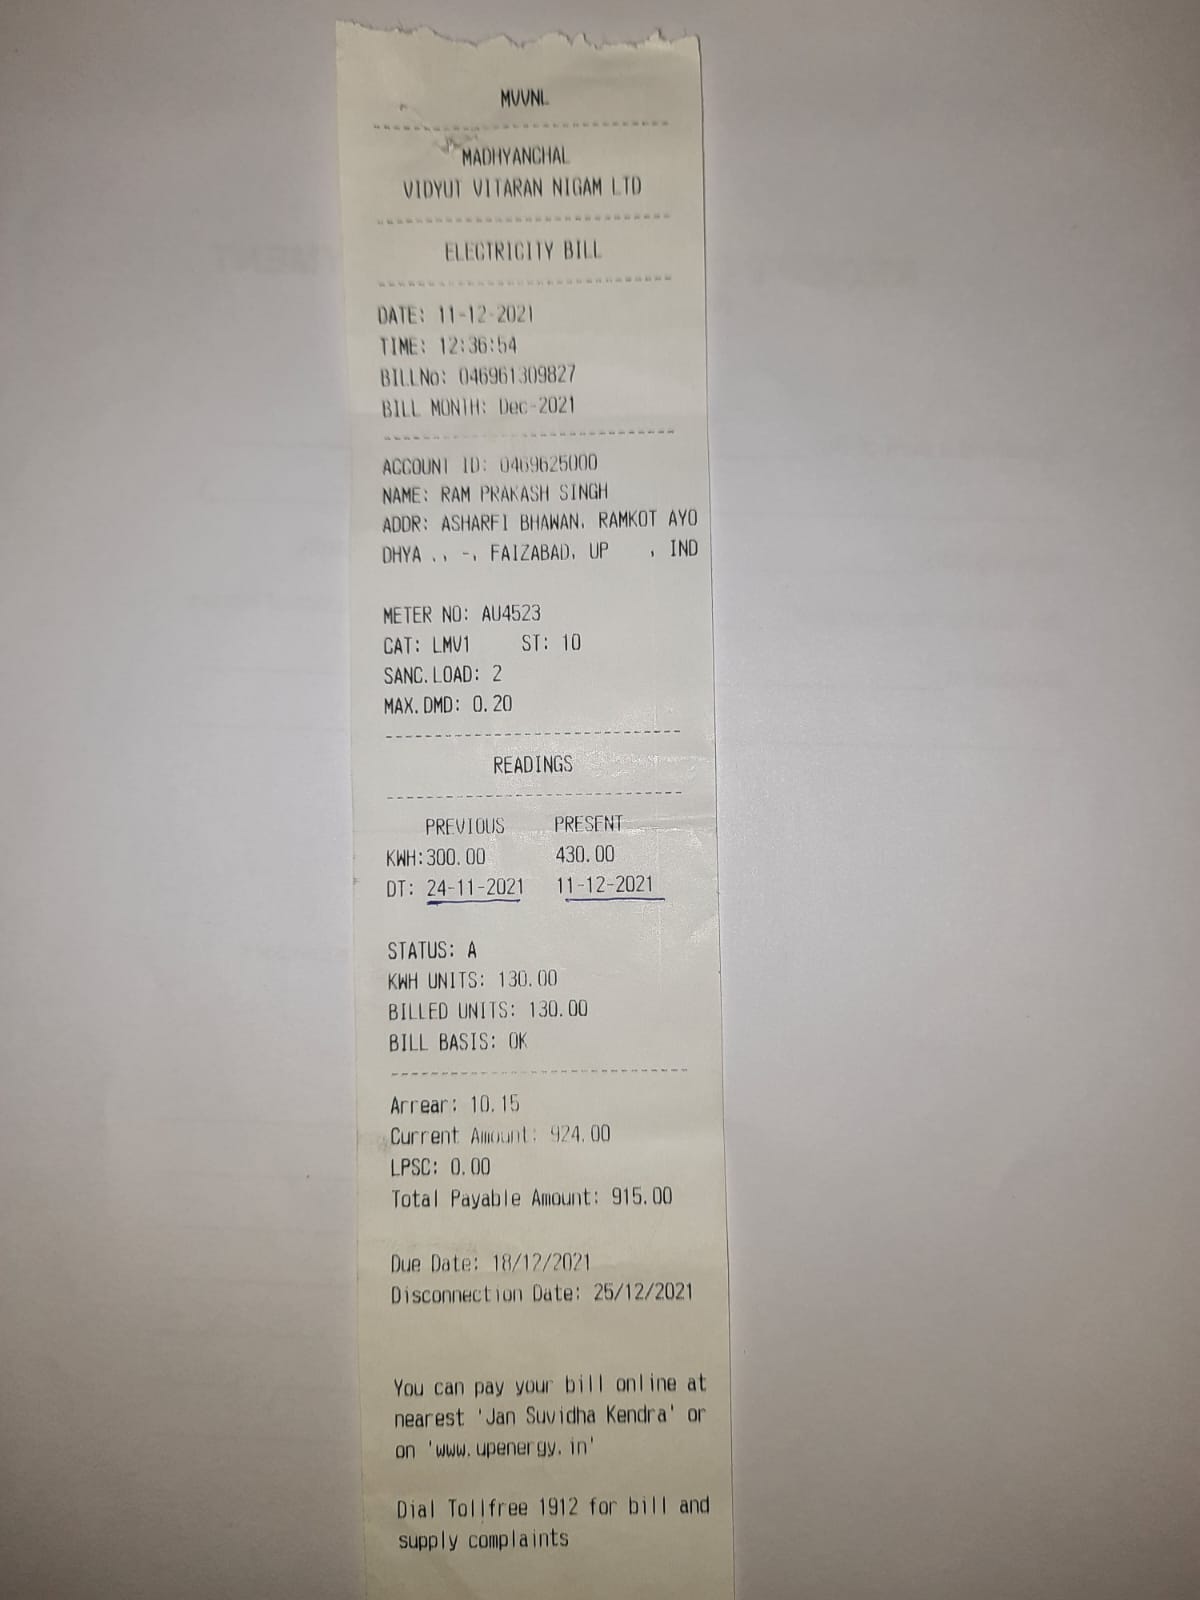 MVVNL
MADHYANCHAL
VIDYUT VITARAN NIGAM LTD
ELECTRICITY BILL
DATE: 11-12-2021
TIME: 12:36:54
BILLNo: 046961309827
BILL MONTH: Dec-2021
ACCOUNT ID: 0469625000
NAME: RAM PRAKASH SINGH
ADDR: ASHARFI BHAWAN, RAMKOT AYO
DHYA ., -, FAIZABAD, UP , IND
METER NO: AU4523
CAT: LMV1 ST: 10
SANC.LOAD: 2
MAX.DMD: 0.20
READINGS
PREVIOUS PRESENT
KWH:300.00 430.00
DT: 24-11-2021 11-12-2021
STATUS: A
KWH UNITS: 130.00
BILLED UNITS: 130.00
BILL BASIS: OK
Arrear: 10.15
Current Amount: 924.00
LPSC: 0.00
Total Payable Amount: 915.00
Due Date: 18/12/2021
Disconnection Date: 25/12/2021
You can pay your bill online at
nearest 'Jan Suvidha Kendra' or
on 'www.upenergy.in'
Dial Tollfree 1912 for bill and
supply complaints